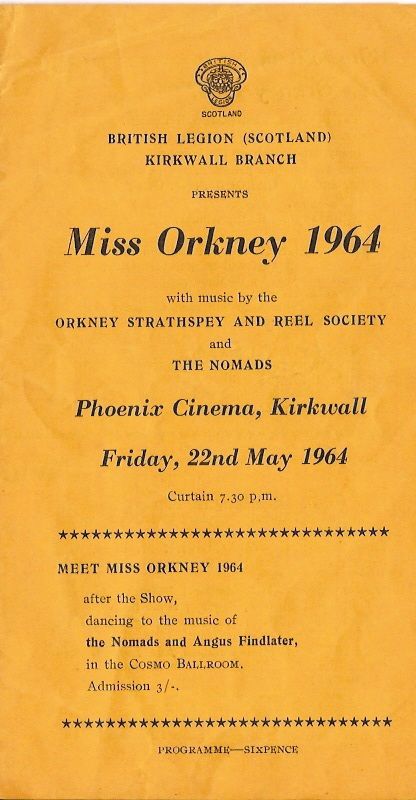 BRITISH
LEGION
SCOTLAND
BRITISH LEGION (SCOTLAND)
KIRKWALL BRANCH
PRESENTS
Miss Orkney 1964
with music by the
ORKNEY STRATHSPEY AND REEL SOCIETY
and
THE NOMADS
Phoenix Cinema, Kirkwall
Friday, 22nd May 1964
Curtain 7.30 p.m.
★★★★★★★★★★★★★★★★★★★★★★★★★★★★★★
MEET MISS ORKNEY 1964
after the Show,
dancing to the music of
the Nomads and Angus Findlater,
in the COSMO BALLROOM.
Admission 3/-.
★★★★★★★★★★★★★★★★★★★★★★★★★★★★★★
PROGRAMME—SIXPENCE